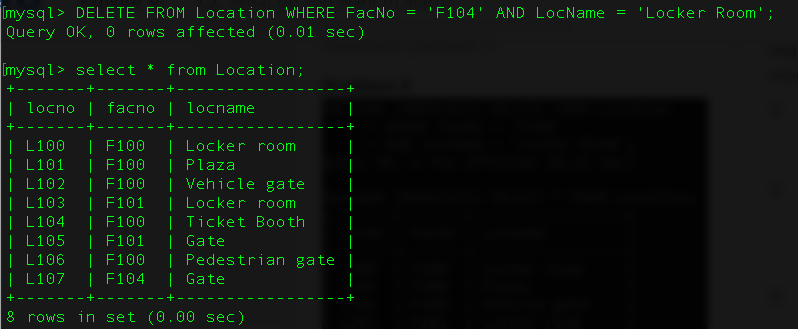 [mysql> DELETE FROM Location WHERE FacNo = 'F104' AND LocName = 'Locker Room';
Query OK, 0 rows affected (0.01 sec)
[mysql> select * from Location;
+-------+-------+-----------------+
| locno | facno | locname         |
+-------+-------+-----------------+
| L100  | F100  | Locker room     |
| L101  | F100  | Plaza           |
| L102  | F100  | Vehicle gate    |
| L103  | F101  | Locker room     |
| L104  | F100  | Ticket Booth    |
| L105  | F101  | Gate            |
| L106  | F100  | Pedestrian gate |
| L107  | F104  | Gate            |
+-------+-------+-----------------+
8 rows in set (0.00 sec)